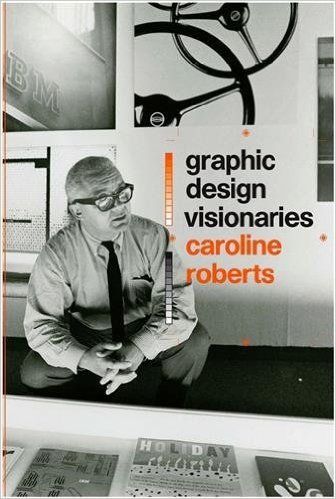 IBM
graphic
design
visionaries
caroline
roberts
HOLIDAY